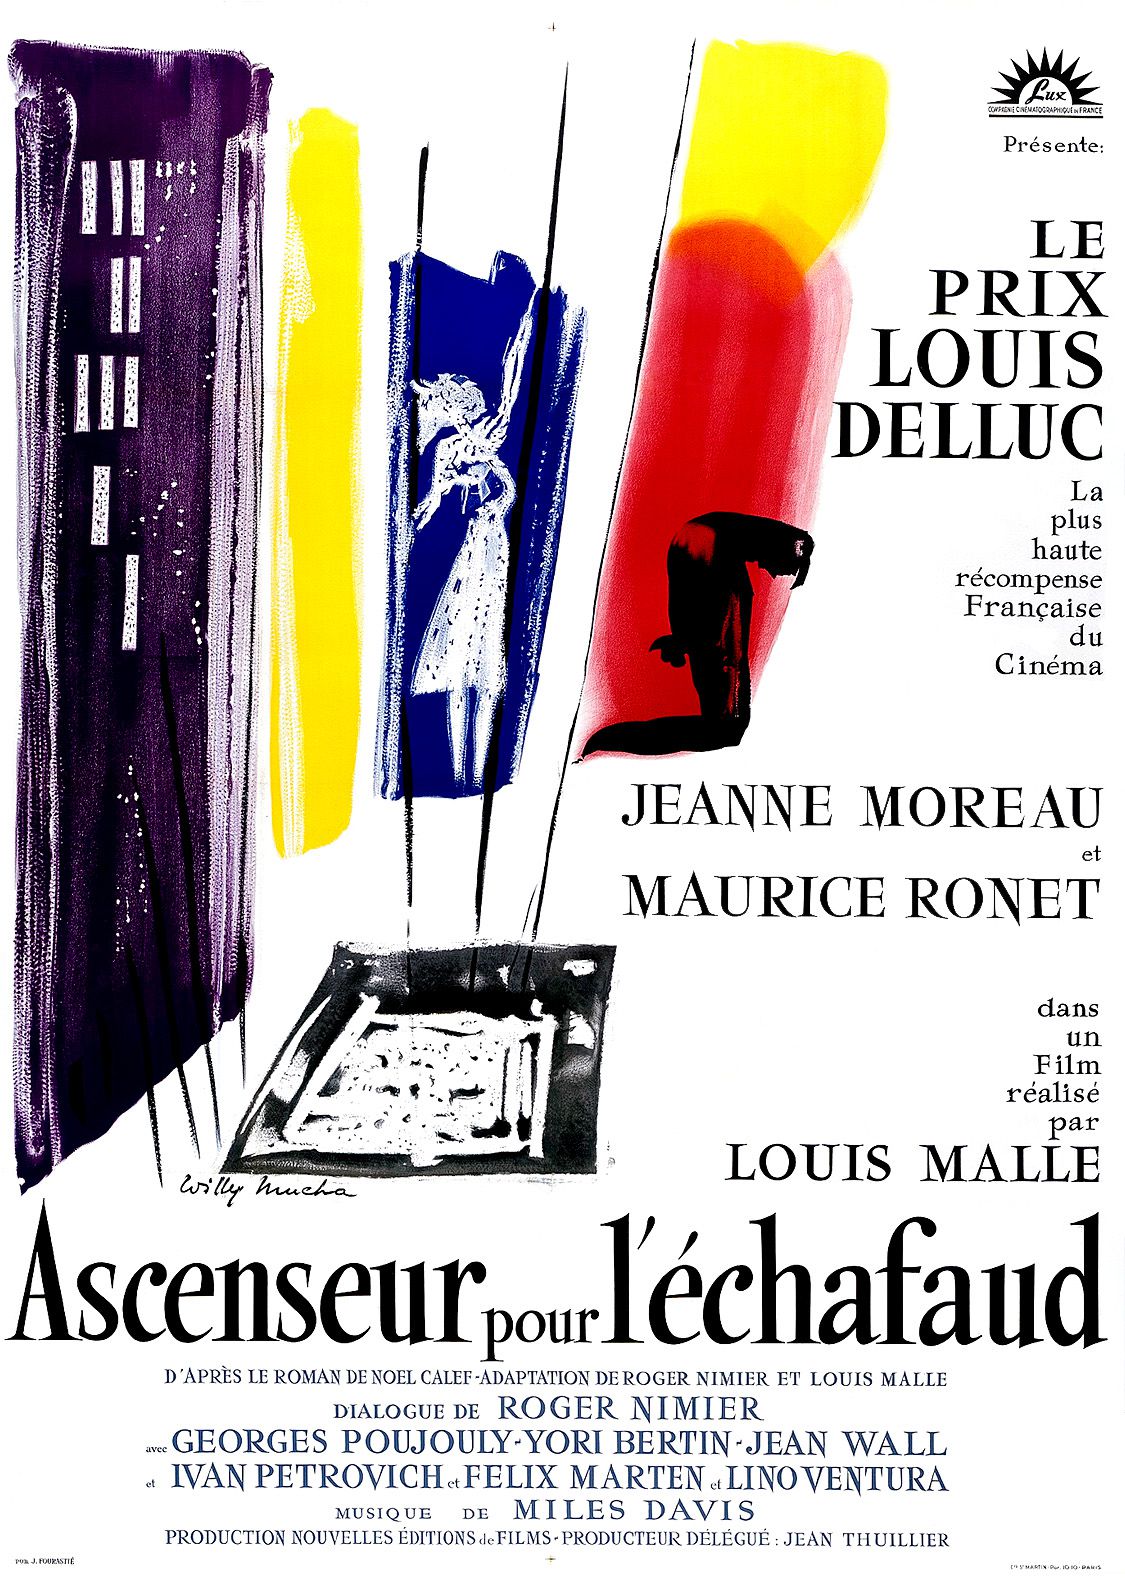 Lux
COMPAGNIE CINÉMATOGRAPHIQUE DE FRANCE
Présente:
LE
PRIX
LOUIS
DELLUC
La
plus
haute
récompense
Française
du
Cinéma
JEANNE MOREAU
et
MAURICE RONET
dans
un
Film
réalisé
par
LOUIS MALLE
Willy Mucha
Ascenseur pour l'échafaud
D'APRÈS LE ROMAN DE NOEL CALEF-ADAPTATION DE ROGER NIMIER ET LOUIS MALLE
DIALOGUE DE ROGER NIMIER
avec GEORGES POUJOULY-YORI BERTIN-JEAN WALL
et IVAN PETROVICH et FELIX MARTEN et LINO VENTURA
MUSIQUE DE MILES DAVIS
PRODUCTION NOUVELLES ÉDITIONS de FILMS-PRODUCTEUR DÉLÉGUÉ: JEAN THUILLIER
J. FOURASTIÉ
ST MARTIN PARIS